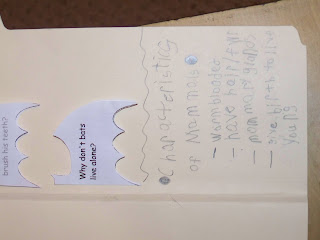 brush his teeth?
Why don't bats
live alone?
Characteristics
of Mammals
- warmblooded
- have hair/fur
- mammary glands
- give birth to live
young